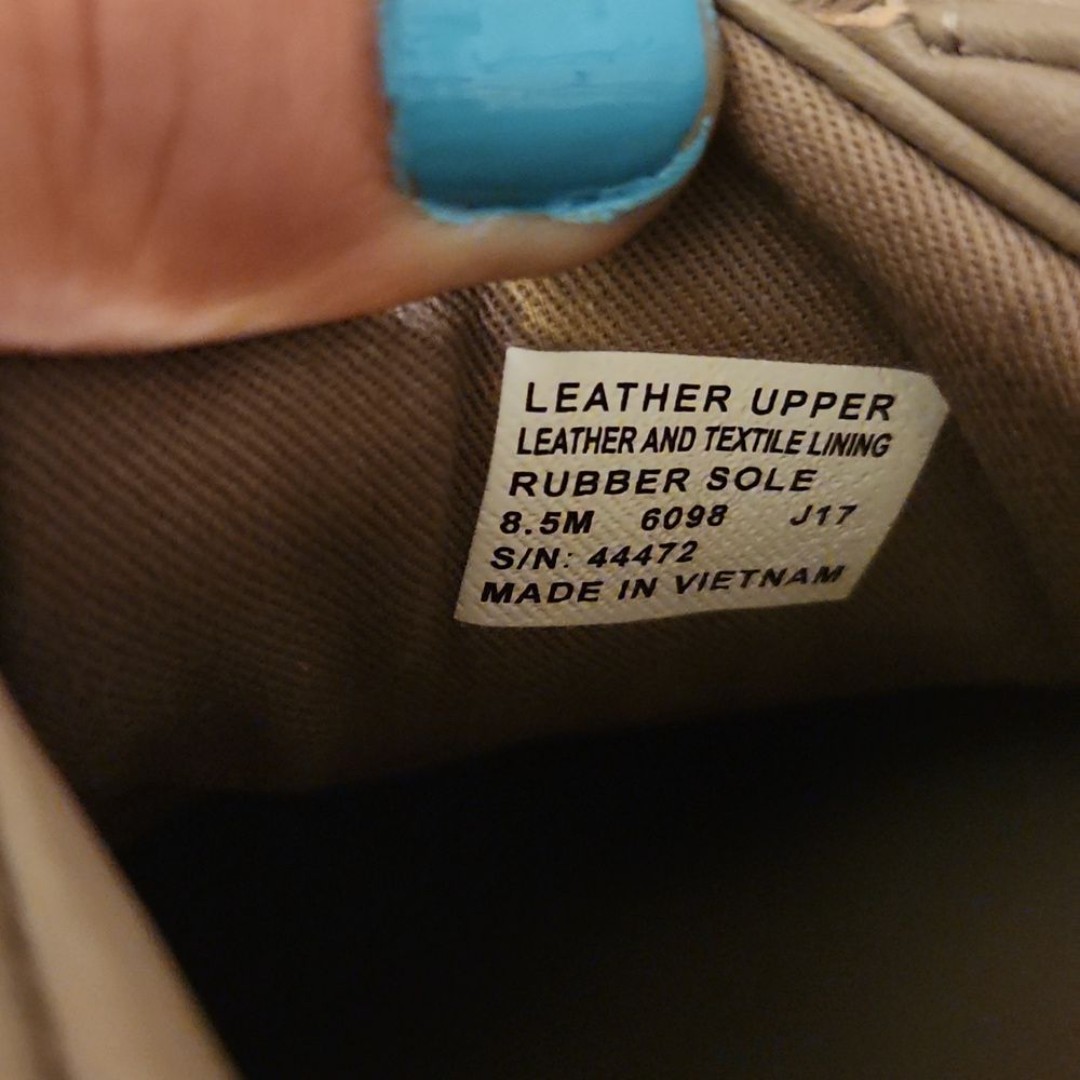 LEATHER UPPER
LEATHER AND TEXTILE LINING
RUBBER SOLE
8.5M 6098 J17
S/N: 44472
MADE IN VIETNAM